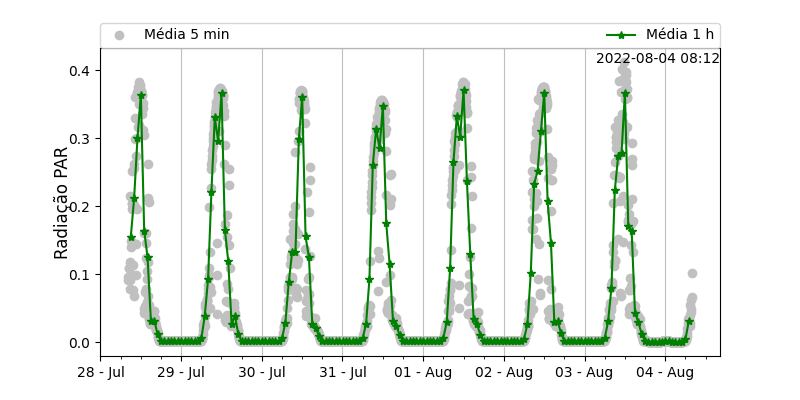 Média 5 min
Média 1 h
2022-08-04 08:12
Radiação PAR
0.4
0.3
0.2
0.1
0.0
28 - Jul
29 - Jul
30 - Jul
31 - Jul
01 - Aug
02 - Aug
03 - Aug
04 - Aug